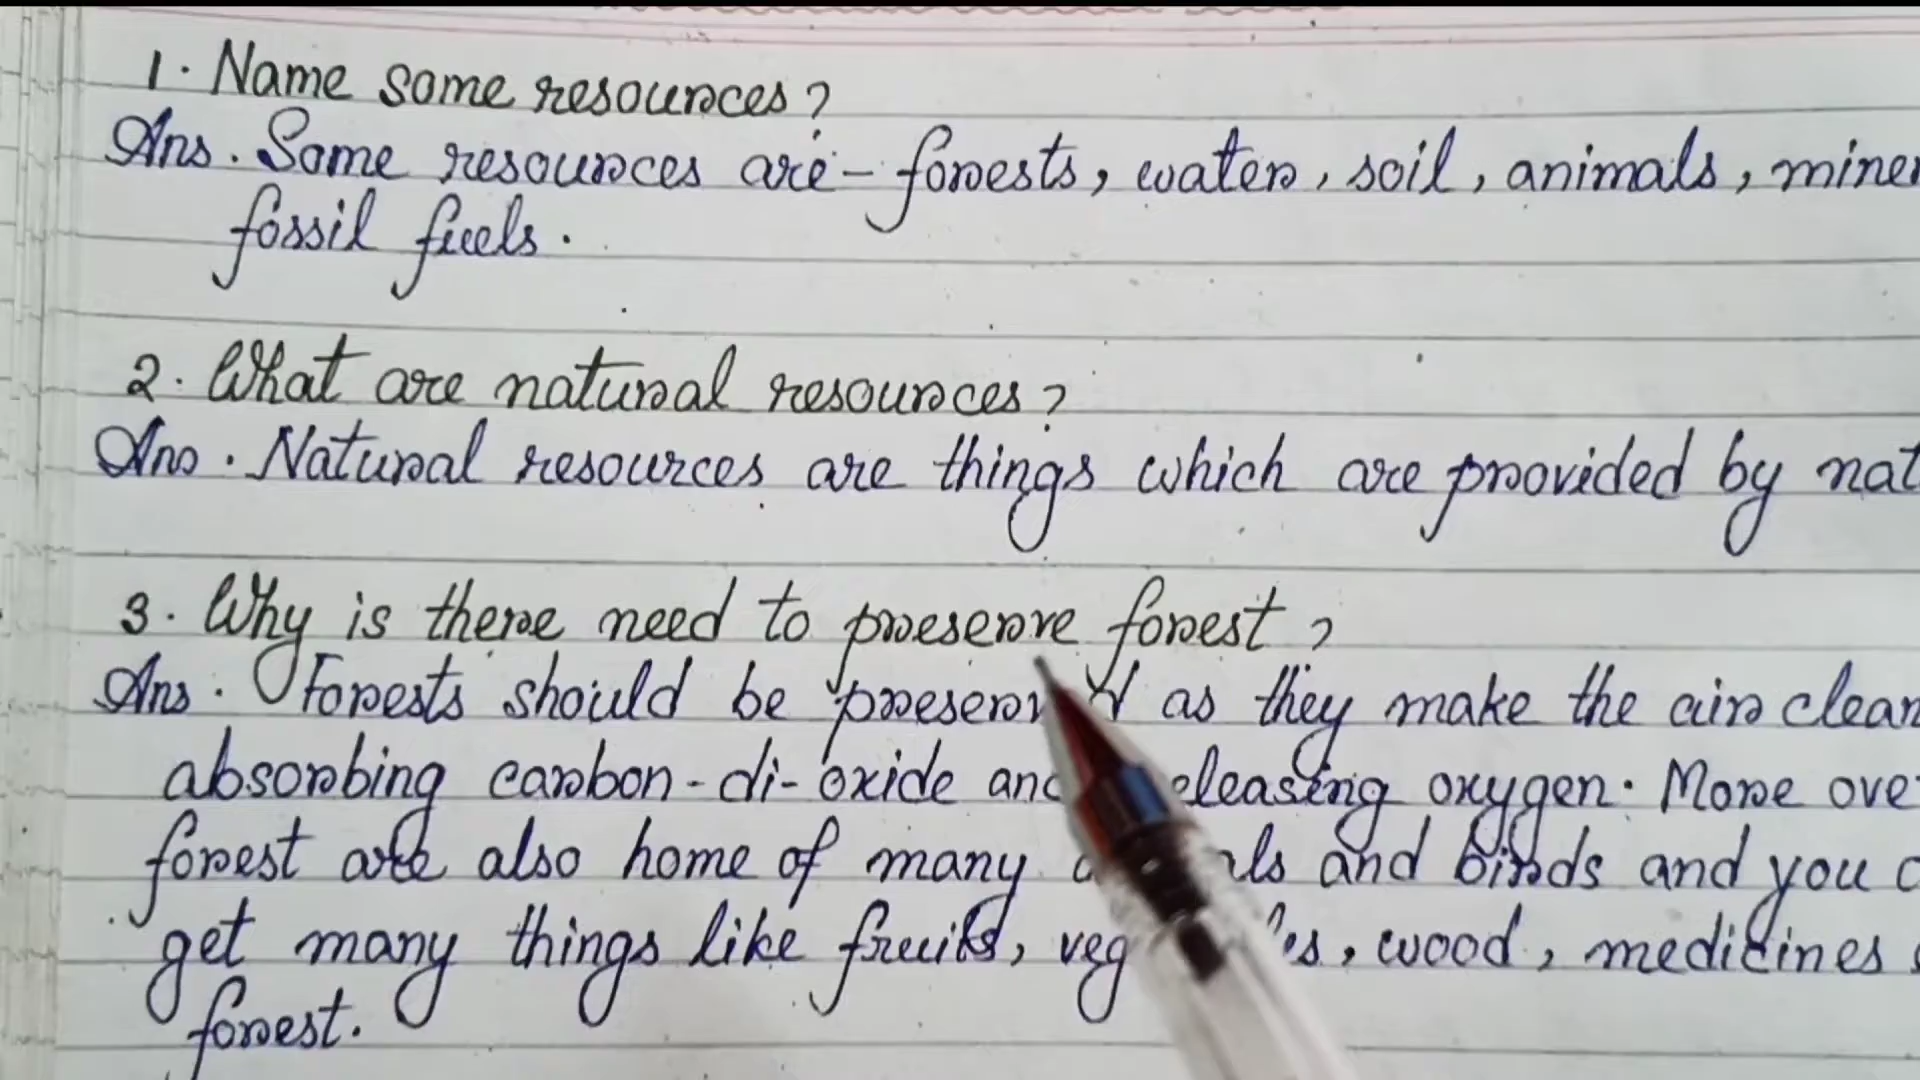 1. Name some resources?
Ans. Some resources are - forests, water, soil, animals,
fossil fuels.
2. What are natural resources?
Ans. Natural resources are things which are provided by
3. Why is there need to preserve forest?
Ans. Forests should be as they make the air clean
absorbing carbon-di-oxide and releasing oxygen. More over
forest are also home of many and birds and you
get many things like fruits, wood, medicines
forest.